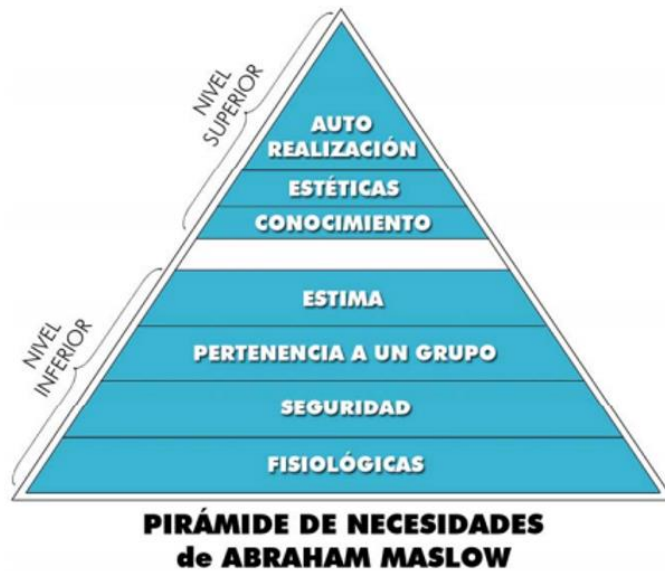 NIVEL
SUPERIOR
AUTO
REALIZACIÓN
ESTÉTICAS
CONOCIMIENTO
NIVEL
INFERIOR
ESTIMA
PERTENENCIA A UN GRUPO
SEGURIDAD
FISIOLÓGICAS
PIRÁMIDE DE NECESIDADES
de ABRAHAM MASLOW